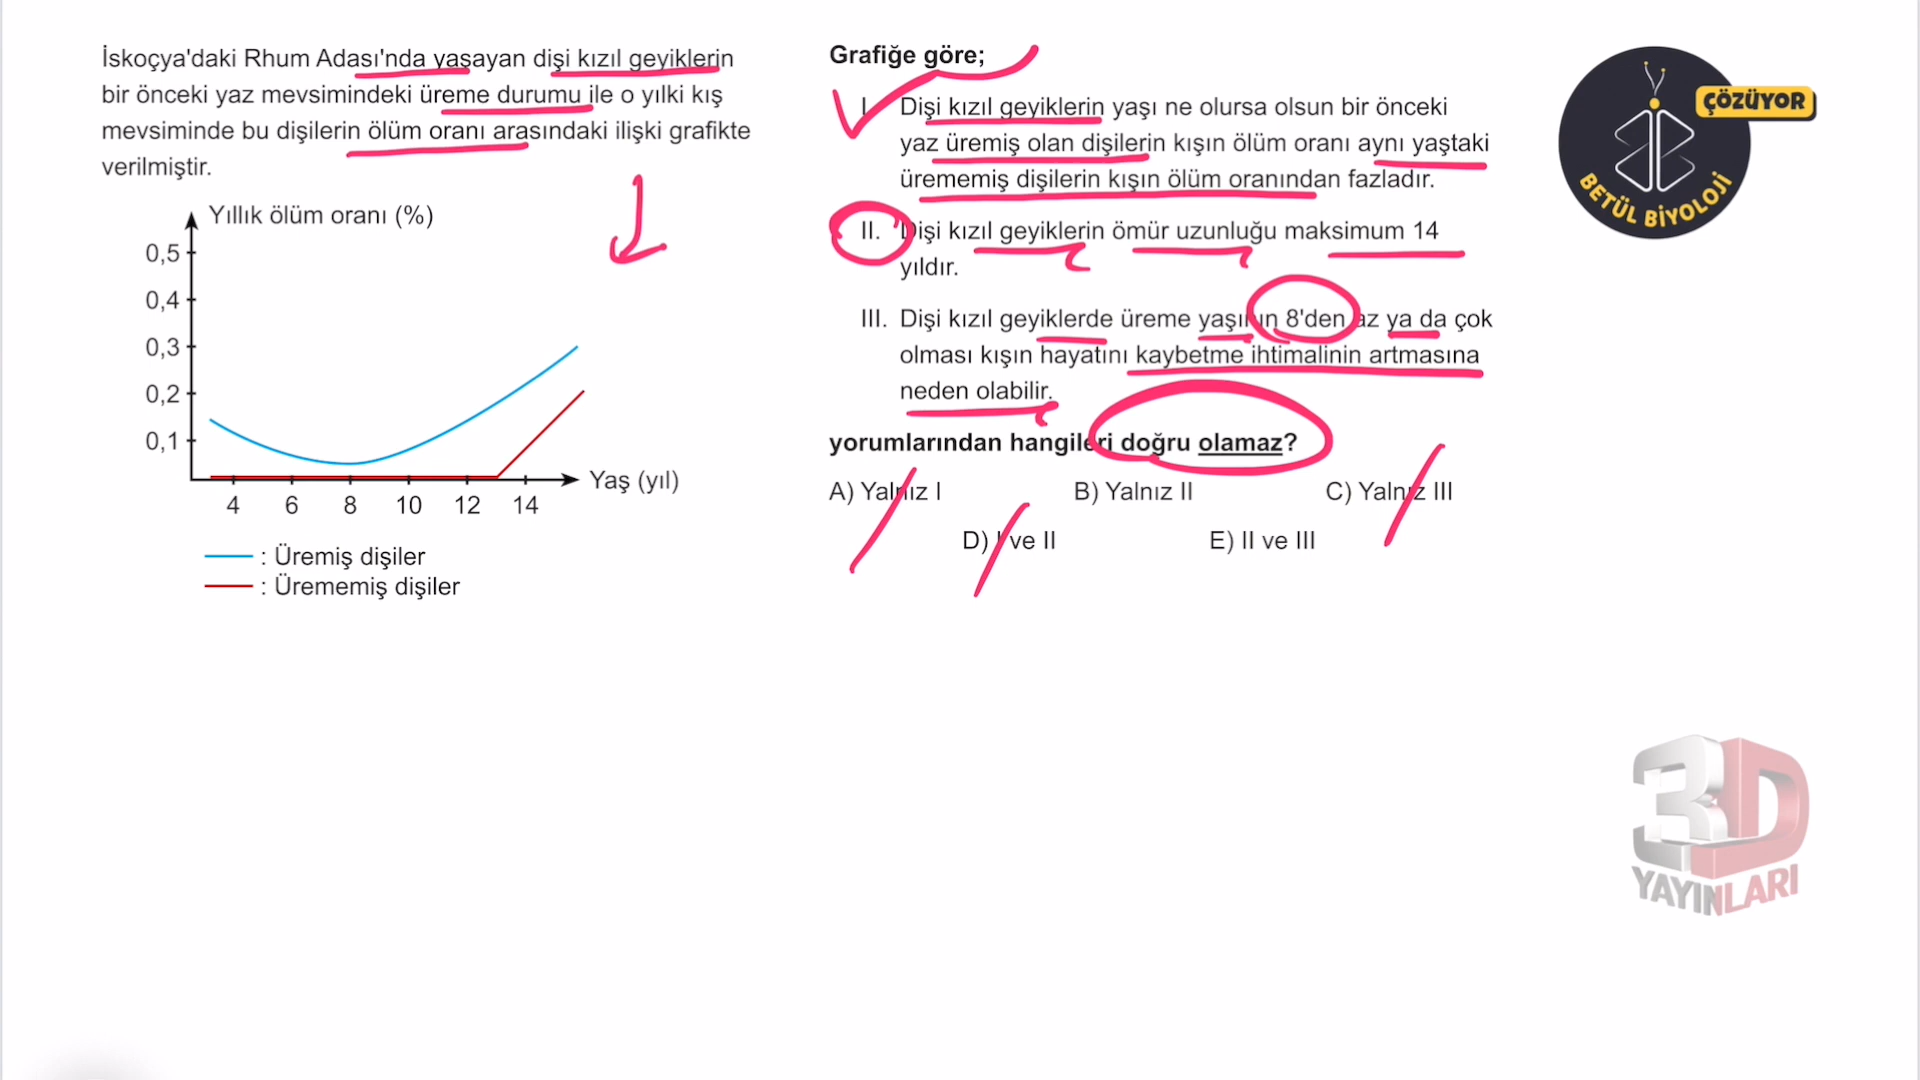 İskoçya'daki Rhum Adası'nda yaşayan dişi kızıl geyiklerin
bir önceki yaz mevsimindeki üreme durumu ile o yılki kış
mevsiminde bu dişilerin ölüm oranı arasındaki ilişki grafikte
verilmiştir.
Yıllık ölüm oranı (%)
0,5
0,4
0,3
0,2
0,1
Yaş (yıl)
4 6 8 10 12 14
: Üremiş dişiler
: Ürememiş dişiler
Grafiğe göre;
I. Dişi kızıl geyiklerin yaşı ne olursa olsun bir önceki
yaz üremiş olan dişilerin kışın ölüm oranı aynı yaştaki
ürememiş dişilerin kışın ölüm oranından fazladır.
II. Dişi kızıl geyiklerin ömür uzunluğu maksimum 14
yıldır.
III. Dişi kızıl geyiklerde üreme yaşının 8'den az ya da çok
olması kışın hayatını kaybetme ihtimalinin artmasına
neden olabilir.
yorumlarından hangileri doğru olamaz?
A) Yalnız I B) Yalnız II C) Yalnız III
D) I ve II E) II ve III
ÇÖZÜYOR
BETÜL BİYOLOJİ
3D
YAYINLARI